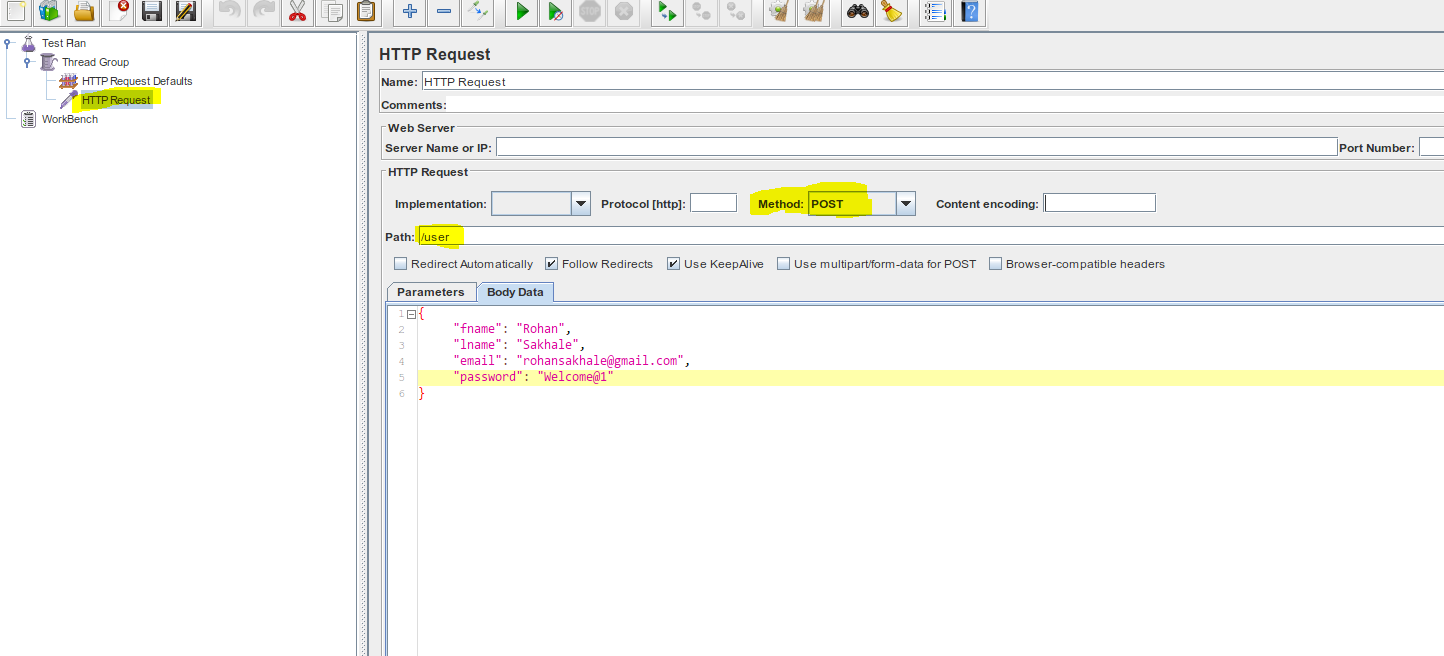 Test Plan
Thread Group
HTTP Request Defaults
HTTP Request
WorkBench
HTTP Request
Name: HTTP Request
Comments:
Web Server
Server Name or IP: Port Number:
HTTP Request
Implementation: Protocol [http]: Method: POST Content encoding:
Path: /user
Redirect Automatically Follow Redirects Use KeepAlive Use multipart/form-data for POST Browser-compatible headers
Parameters Body Data
1 {
2 "fname": "Rohan",
3 "lname": "Sakhale",
4 "email": "rohansakhale@gmail.com",
5 "password": "Welcome@1"
6 }